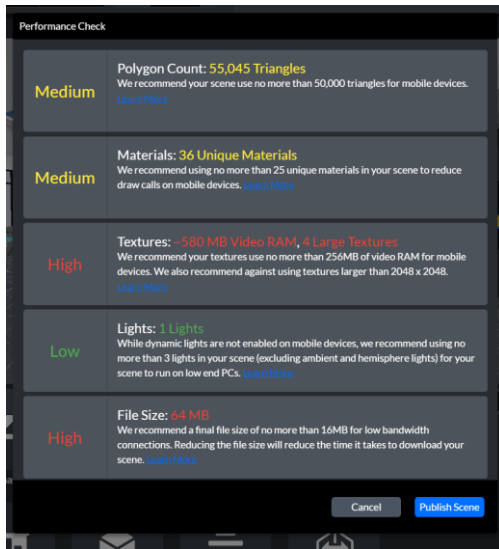 Performance Check
Polygon Count: 55,045 Triangles
Medium
We recommend your scene use no more than 50,000 triangles for mobile devices.
Learn More
Materials: 36 Unique Materials
Medium
We recommend using no more than 25 unique materials in your scene to reduce
draw calls on mobile devices. Learn More
Textures: ~580 MB Video RAM, 4 Large Textures
High
We recommend your textures use no more than 256MB of video RAM for mobile
devices. We also recommend against using textures larger than 2048 x 2048.
Learn More
Lights: 1 Lights
Low
While dynamic lights are not enabled on mobile devices, we recommend using no
more than 3 lights in your scene (excluding ambient and hemisphere lights) for your
scene to run on low end PCs. Learn More
File Size: 64 MB
High
We recommend a final file size of no more than 16MB for low bandwidth
connections. Reducing the file size will reduce the time it takes to download your
scene. Learn More
Cancel
Publish Scene